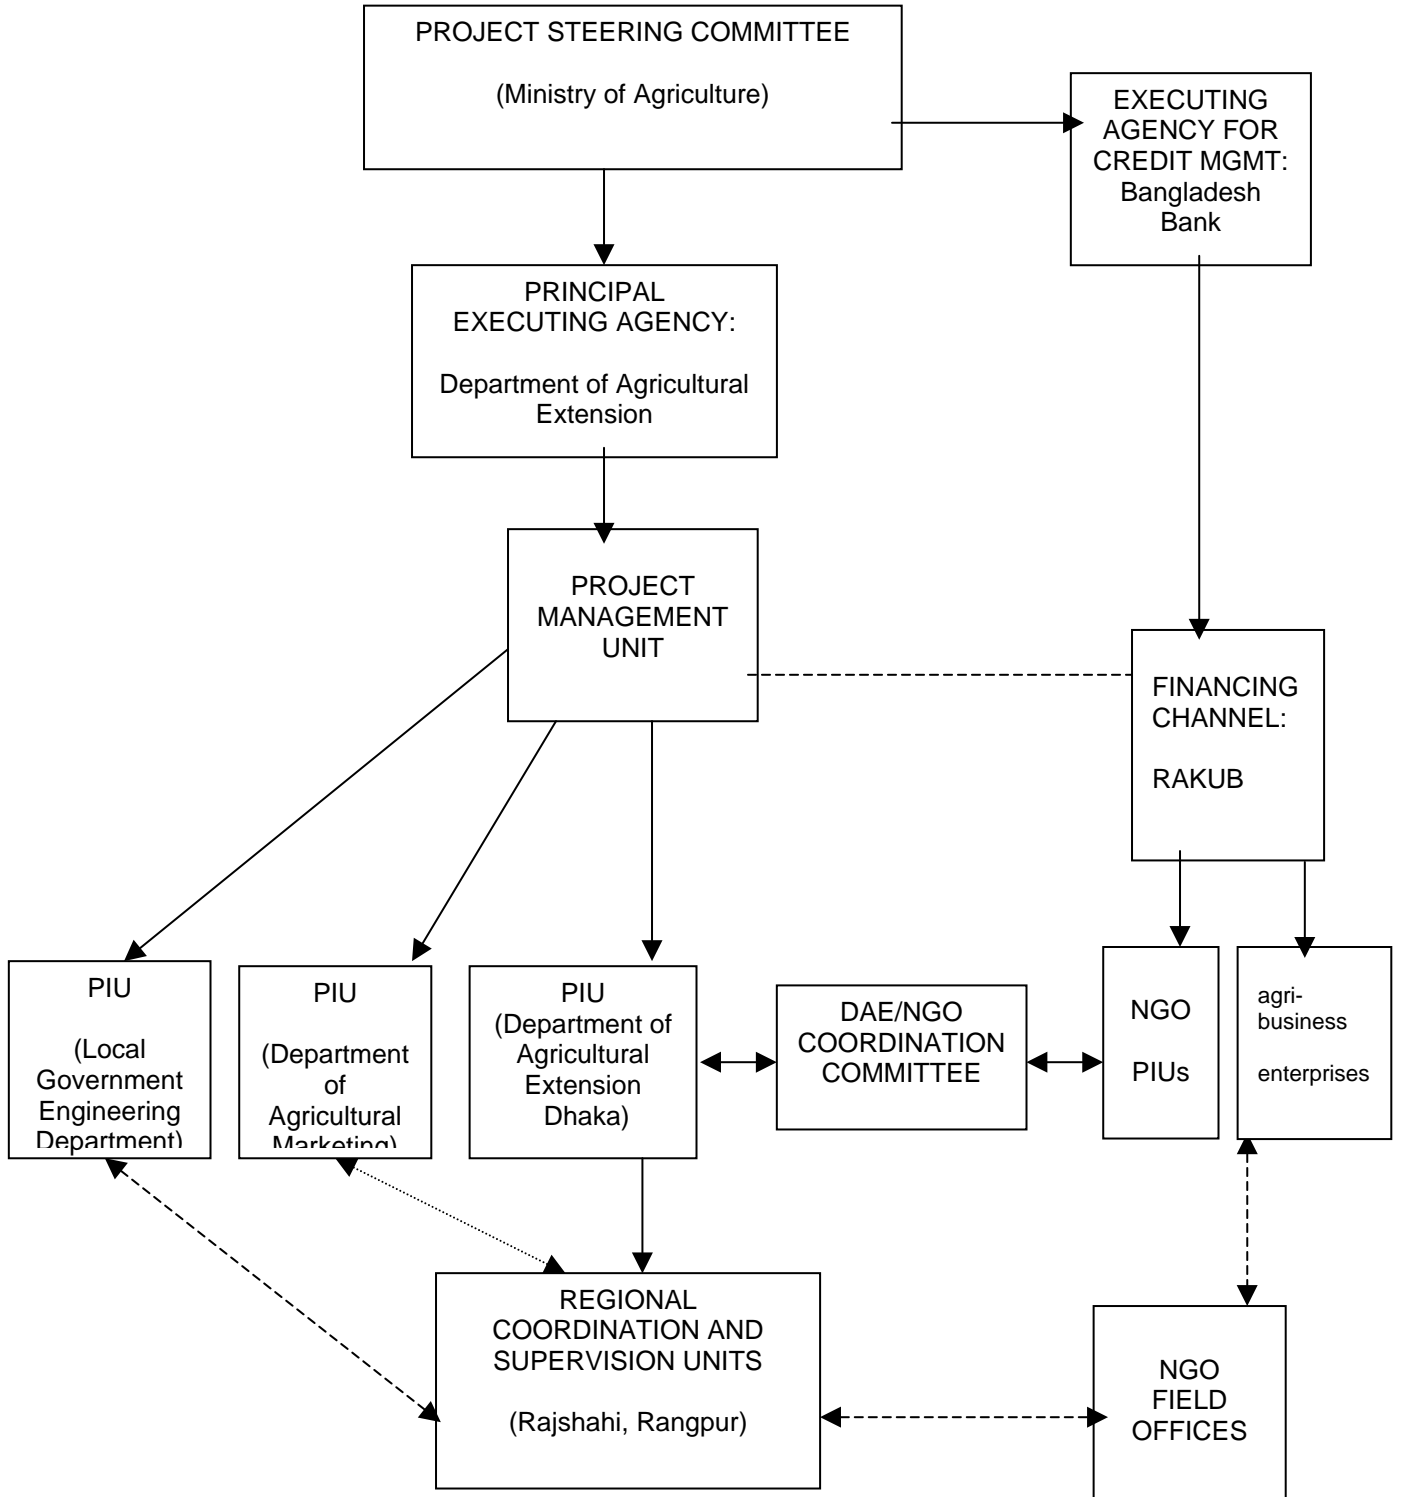 PROJECT STEERING COMMITTEE
(Ministry of Agriculture)
EXECUTING
AGENCY FOR
CREDIT MGMT:
Bangladesh
Bank
PRINCIPAL
EXECUTING AGENCY:
Department of Agricultural
Extension
PROJECT
MANAGEMENT
UNIT
FINANCING
CHANNEL:
RAKUB
PIU
(Local
Government
Engineering
Department)
PIU
(Department
of
Agricultural
Marketing)
PIU
(Department of
Agricultural
Extension
Dhaka)
DAE/NGO
COORDINATION
COMMITTEE
NGO
PIUs
agri-
business
enterprises
REGIONAL
COORDINATION AND
SUPERVISION UNITS
(Rajshahi, Rangpur)
NGO
FIELD
OFFICES